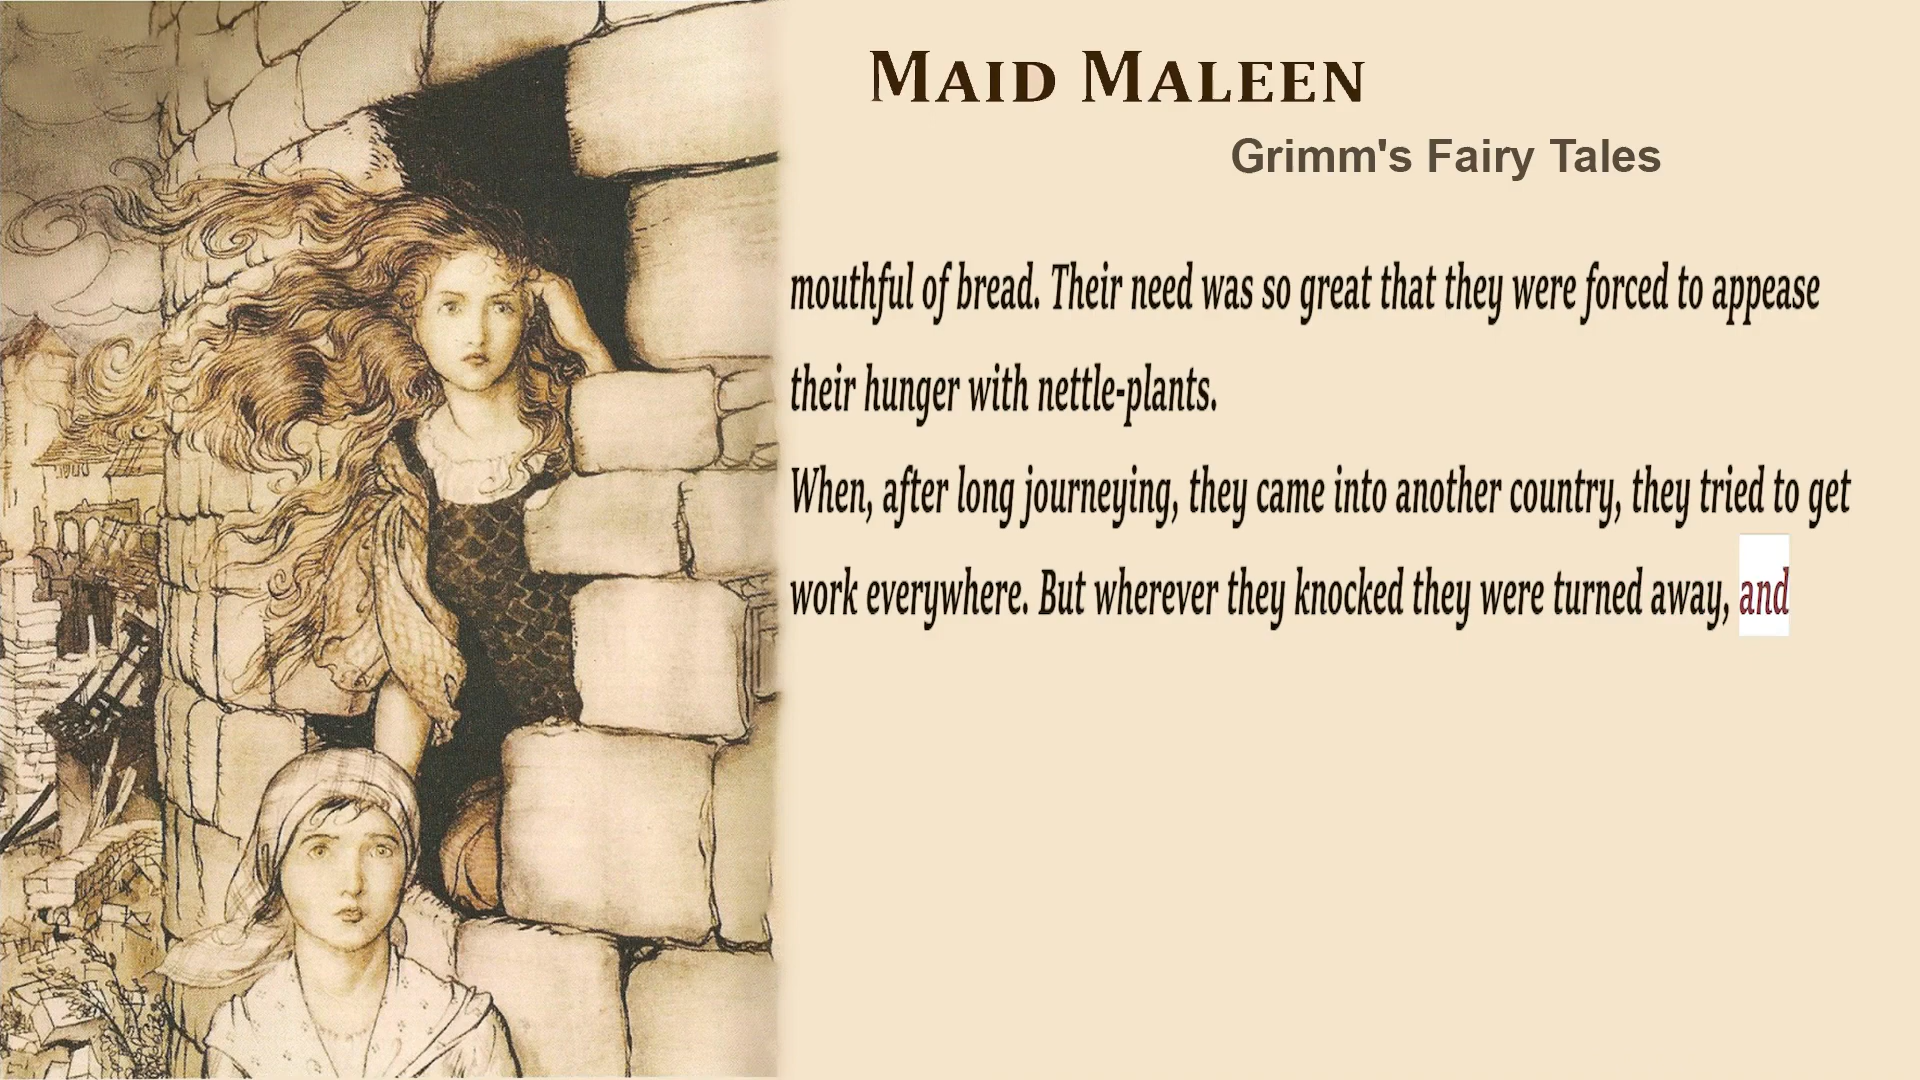 Maid Maleen
Grimm's Fairy Tales
mouthful of bread. Their need was so great that they were forced to appease
their hunger with nettle-plants.
When, after long journeying, they came into another country, they tried to get
work everywhere. But wherever they knocked they were turned away, and